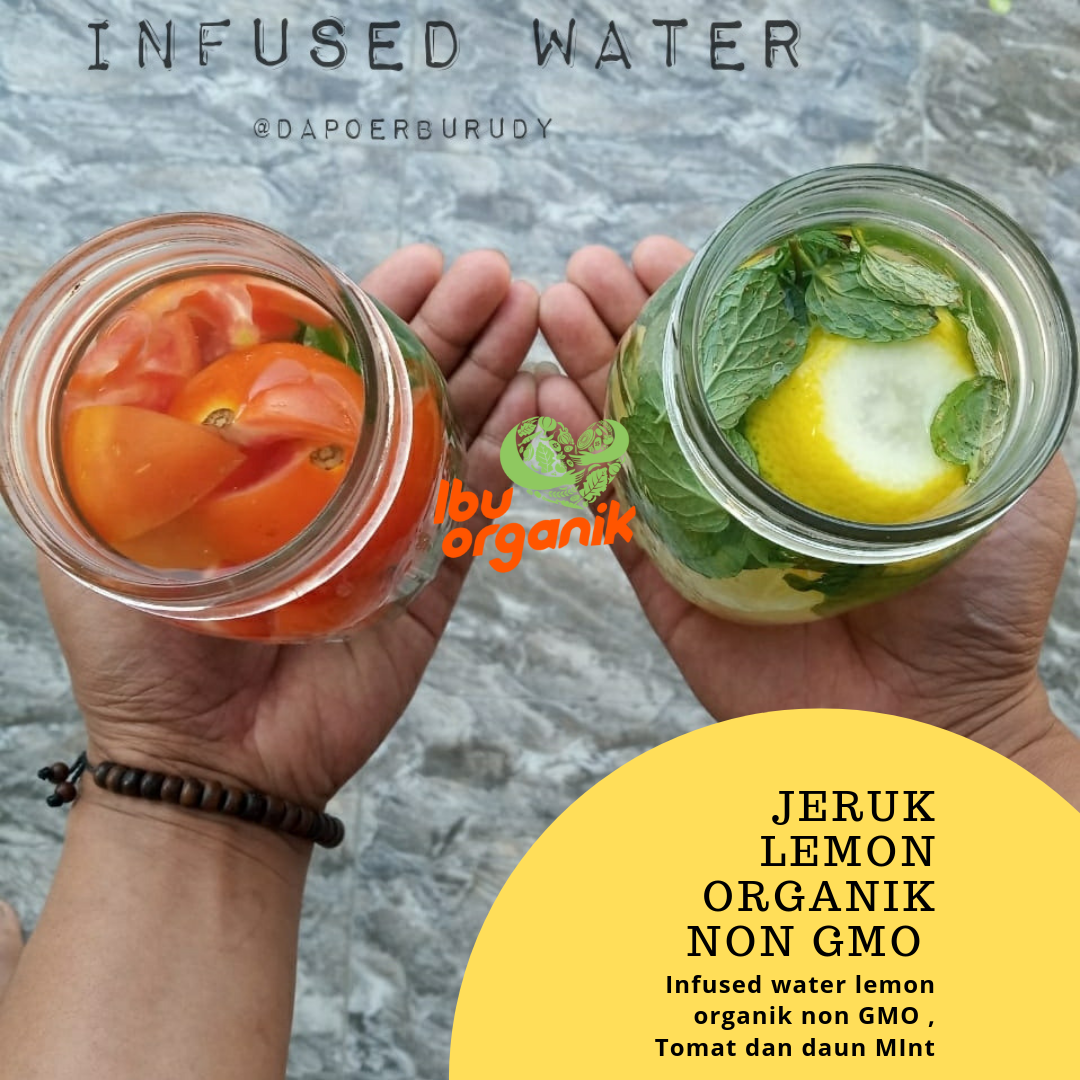 INFUSED WATER
@DAPOERBURUDY
Ibu
organik
JERUK
LEMON
ORGANIK
NON GMO
Infused water lemon
organik non GMO ,
Tomat dan daun MInt